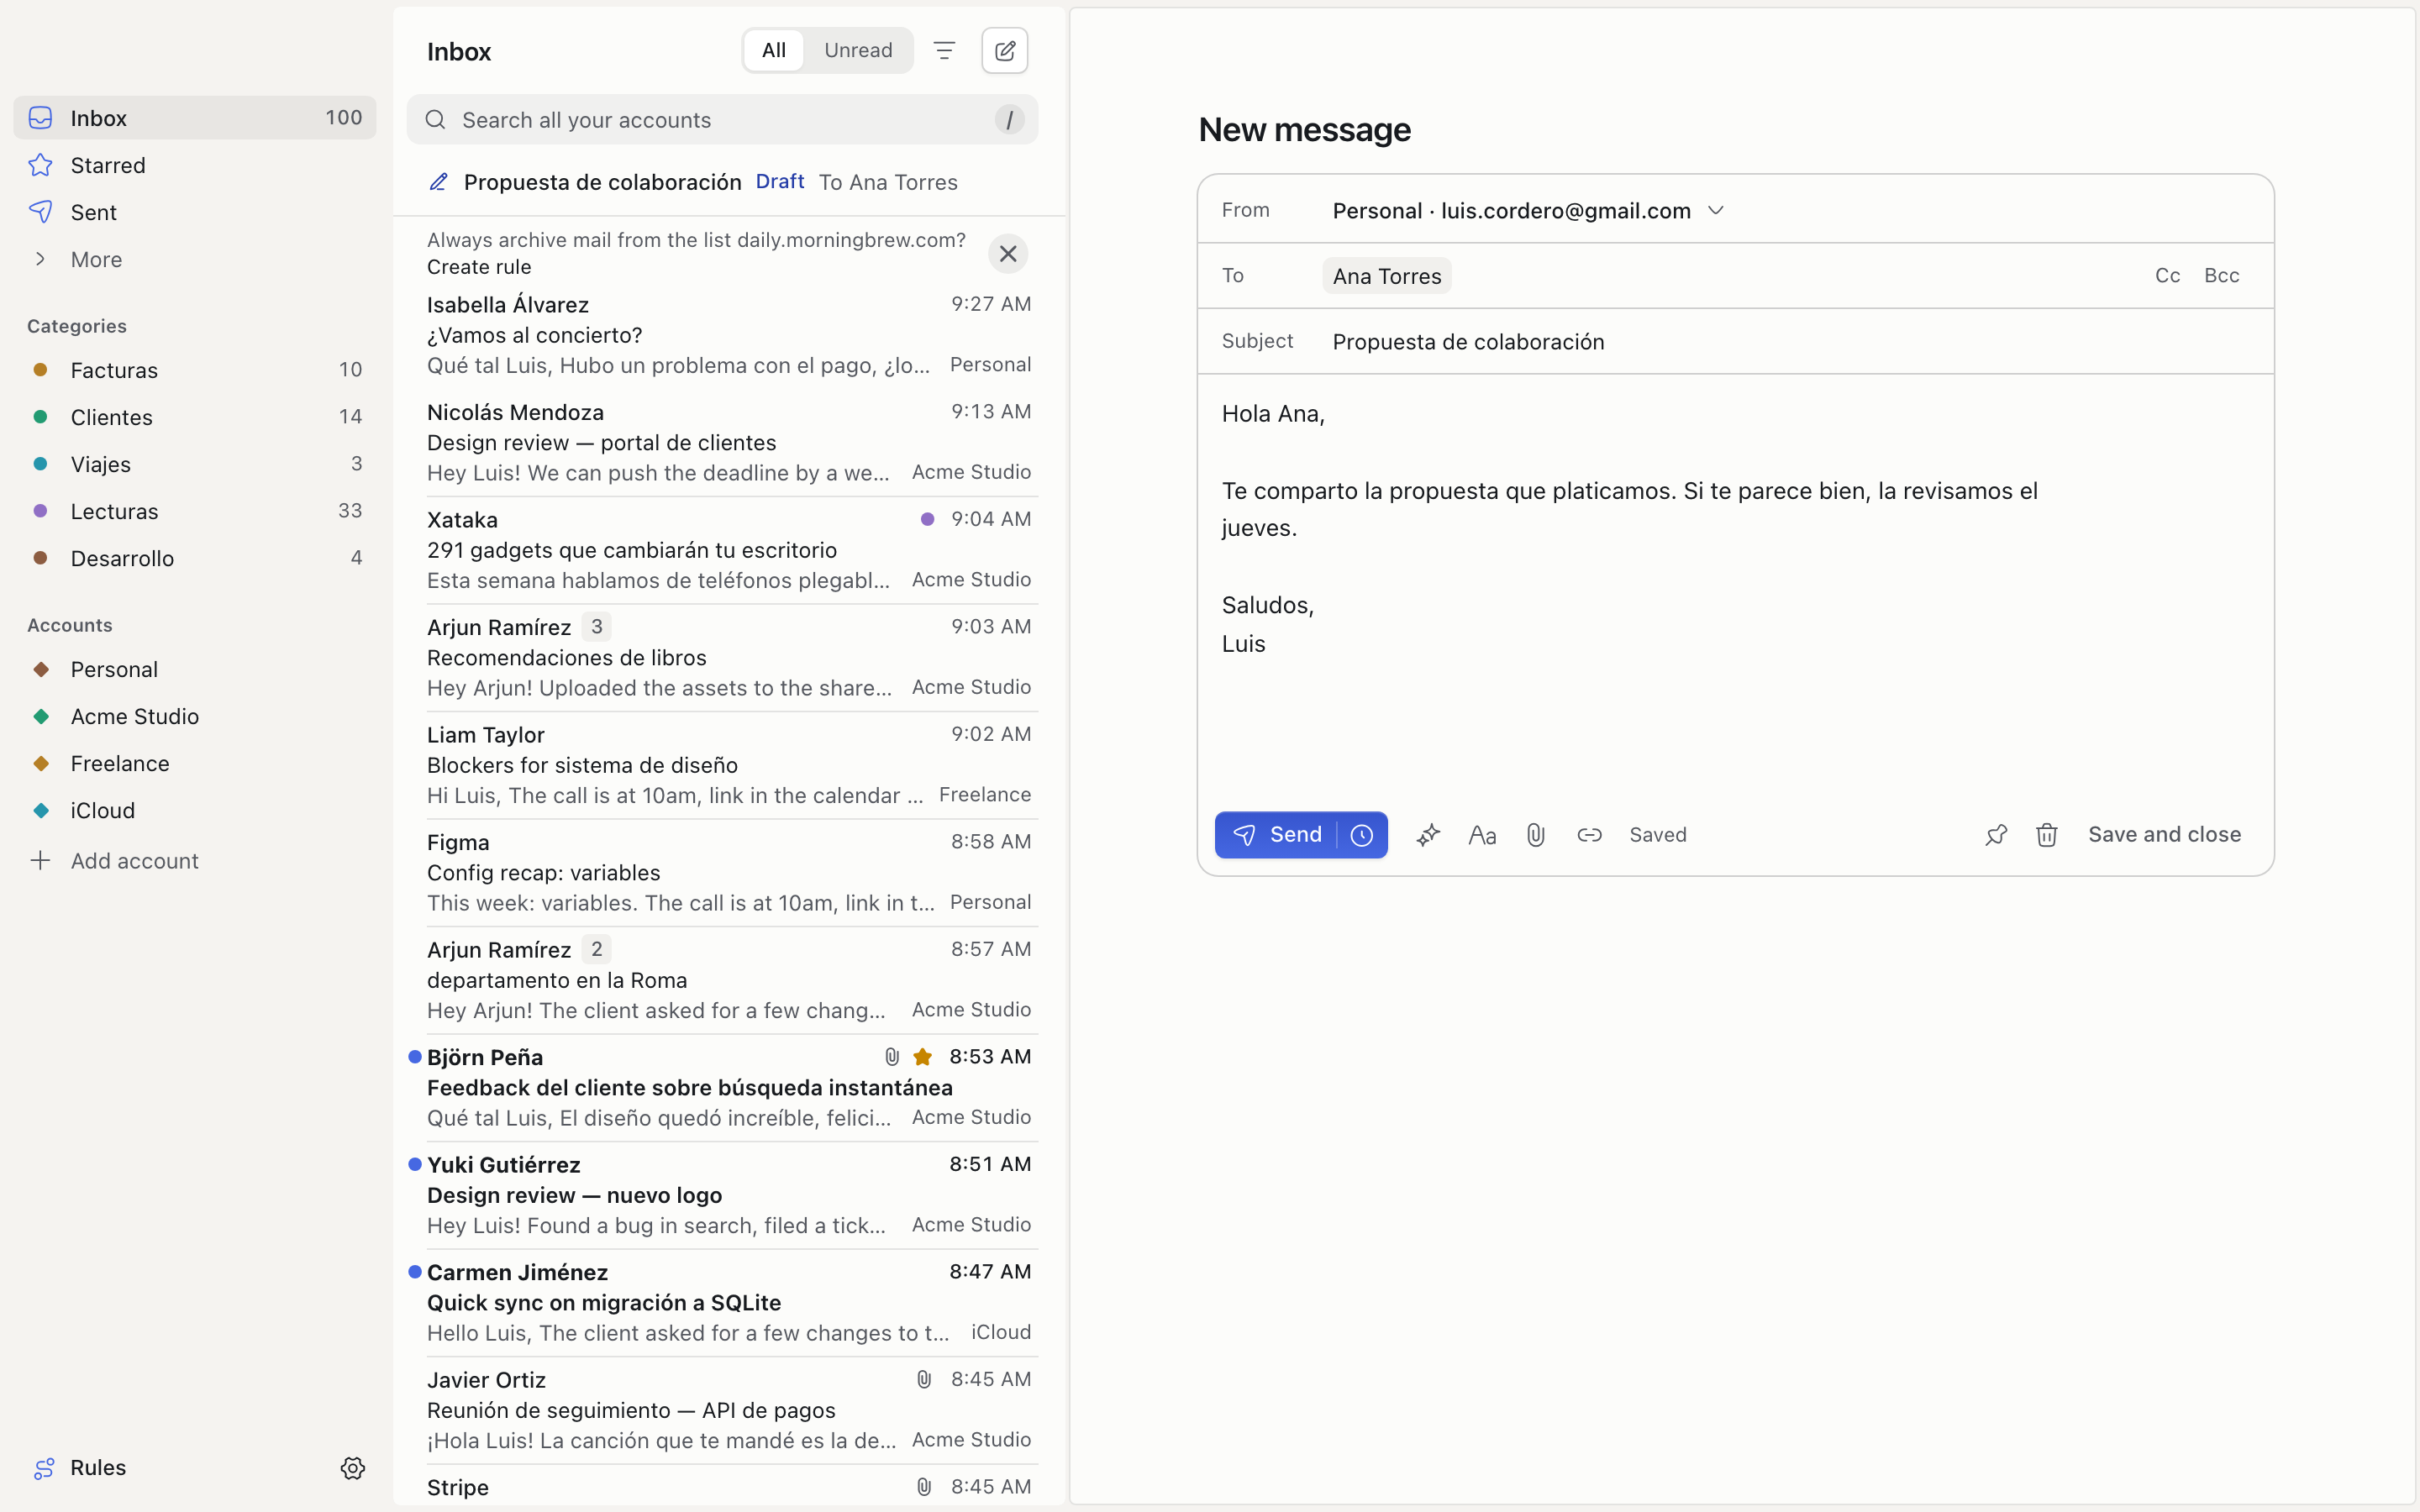 Inbox 100
Starred
Sent
More
Categories
Facturas 10
Clientes 14
Viajes 3
Lecturas 33
Desarrollo 4
Accounts
Personal
Acme Studio
Freelance
iCloud
Add account
Rules
Inbox All Unread
Search all your accounts /
Propuesta de colaboración Draft To Ana Torres
Always archive mail from the list daily.morningbrew.com?
Create rule
Isabella Álvarez 9:27 AM
¿Vamos al concierto?
Qué tal Luis, Hubo un problema con el pago, ¿lo... Personal
Nicolás Mendoza 9:13 AM
Design review — portal de clientes
Hey Luis! We can push the deadline by a we... Acme Studio
Xataka 9:04 AM
291 gadgets que cambiarán tu escritorio
Esta semana hablamos de teléfonos plegabl... Acme Studio
Arjun Ramírez 3 9:03 AM
Recomendaciones de libros
Hey Arjun! Uploaded the assets to the share... Acme Studio
Liam Taylor 9:02 AM
Blockers for sistema de diseño
Hi Luis, The call is at 10am, link in the calendar ... Freelance
Figma 8:58 AM
Config recap: variables
This week: variables. The call is at 10am, link in t... Personal
Arjun Ramírez 2 8:57 AM
departamento en la Roma
Hey Arjun! The client asked for a few chang... Acme Studio
Björn Peña 8:53 AM
Feedback del cliente sobre búsqueda instantánea
Qué tal Luis, El diseño quedó increíble, felici... Acme Studio
Yuki Gutiérrez 8:51 AM
Design review — nuevo logo
Hey Luis! Found a bug in search, filed a tick... Acme Studio
Carmen Jiménez 8:47 AM
Quick sync on migración a SQLite
Hello Luis, The client asked for a few changes to t... iCloud
Javier Ortiz 8:45 AM
Reunión de seguimiento — API de pagos
¡Hola Luis! La canción que te mandé es la de... Acme Studio
Stripe 8:45 AM
New message
From Personal · luis.cordero@gmail.com
To Ana Torres Cc Bcc
Subject Propuesta de colaboración
Hola Ana,
Te comparto la propuesta que platicamos. Si te parece bien, la revisamos el
jueves.
Saludos,
Luis
Send Aa Saved Save and close